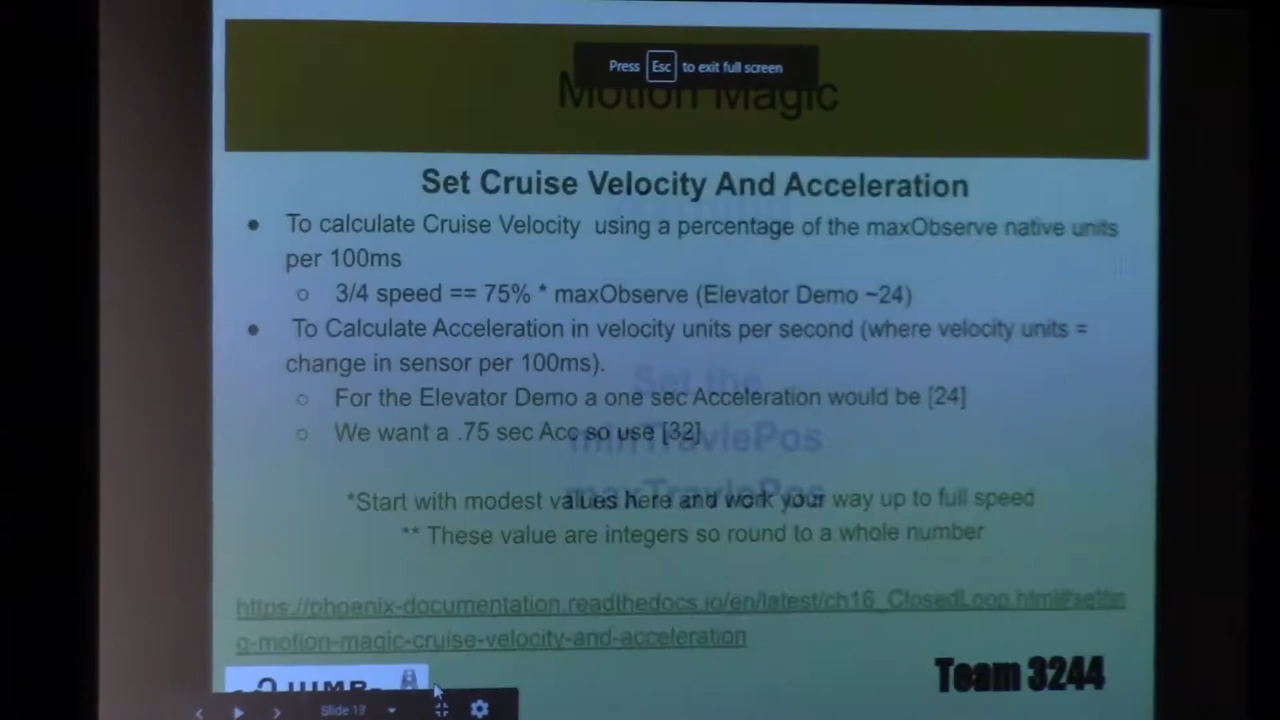 Press Esc to exit full screen
Motion Magic
Set Cruise Velocity And Acceleration
● To calculate Cruise Velocity using a percentage of the maxObserve native units
per 100ms
○ 3/4 speed == 75% * maxObserve (Elevator Demo ~24)
● To Calculate Acceleration in velocity units per second (where velocity units =
change in sensor per 100ms).
○ For the Elevator Demo a one sec Acceleration would be [24]
Set the
○ We want a .75 sec Acc so use [32]
minTravlePos
maxTravlePos
*Start with modest values here and work your way up to full speed
** These value are integers so round to a whole number
https://phoenix-documentation.readthedocs.io/en/latest/ch16_ClosedLoop.html#settin
g-motion-magic-cruise-velocity-and-acceleration
Team 3244
Slide 18